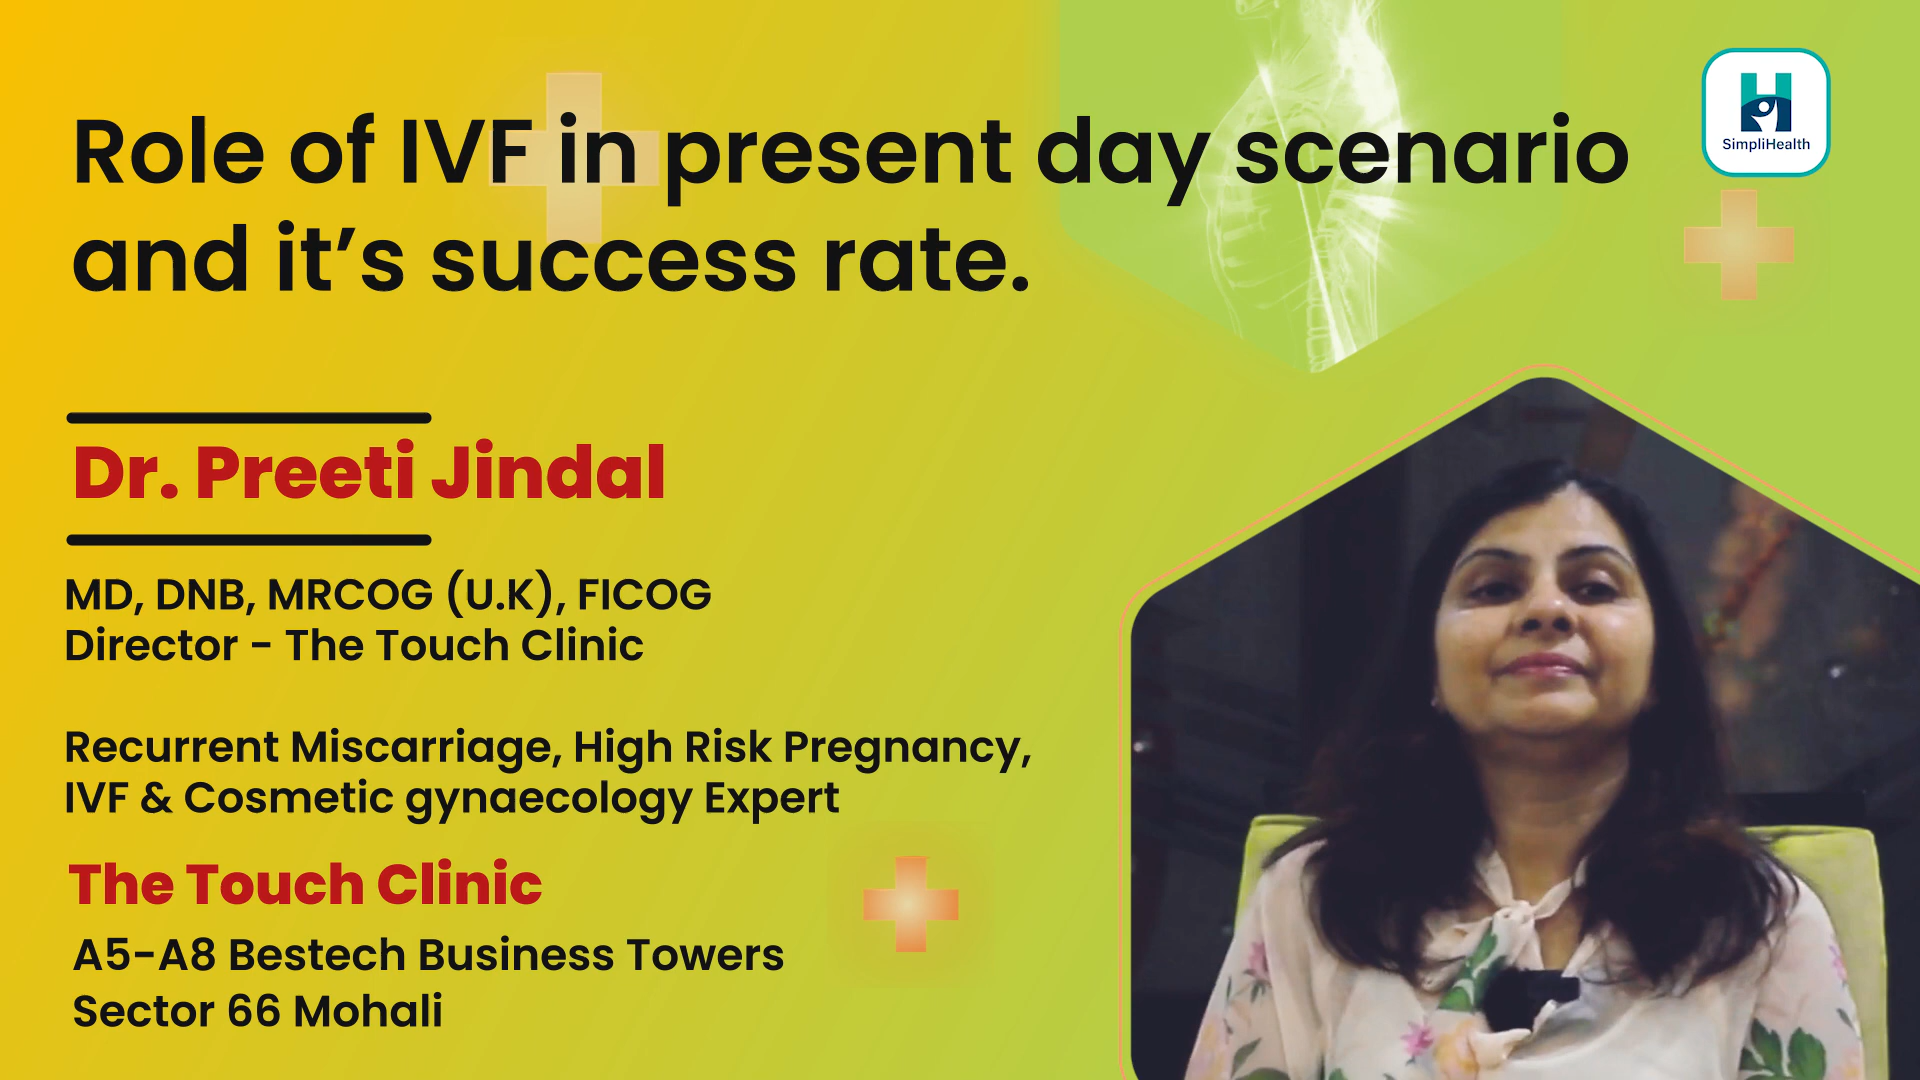 Role of IVF in present day scenario
and it’s success rate.
SimpliHealth
Dr. Preeti Jindal
MD, DNB, MRCOG (U.K), FICOG
Director - The Touch Clinic
Recurrent Miscarriage, High Risk Pregnancy,
IVF & Cosmetic gynaecology Expert
The Touch Clinic
A5-A8 Bestech Business Towers
Sector 66 Mohali